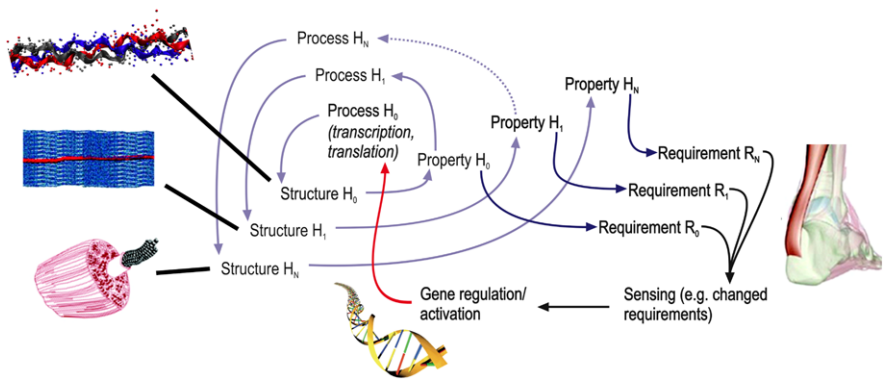 Process H_N
Process H_1
Property H_N
Process H_0
(transcription,
translation)
Property H_1
Property H_0
Requirement R_N
Structure H_0
Requirement R_1
Structure H_1
Requirement R_0
Structure H_N
Gene regulation/
activation
Sensing (e.g. changed
requirements)